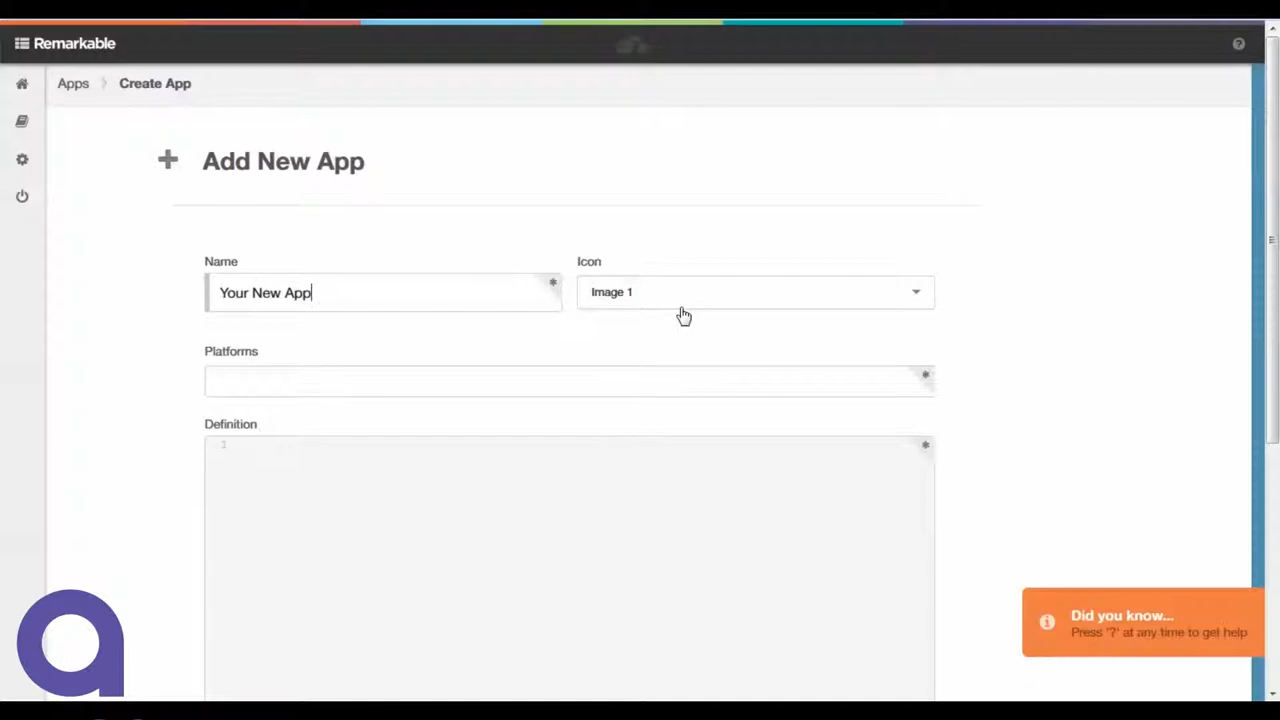 Remarkable
Apps Create App
Add New App
Name
Icon
Your New App
*
Image 1
Platforms
*
Definition
1
*
Did you know...
Press '?' at any time to get help